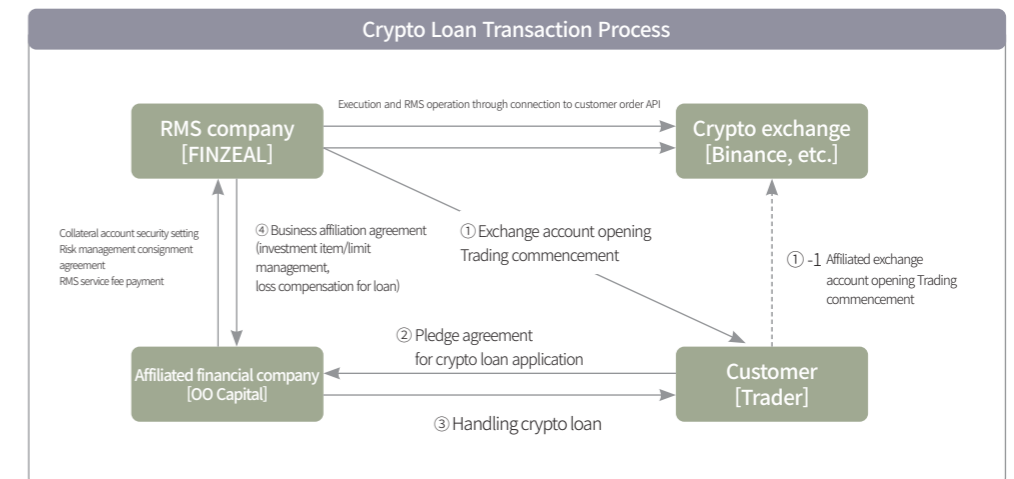 Crypto Loan Transaction Process
Execution and RMS operation through connection to customer order API
RMS company
[FINZEAL]
Crypto exchange
[Binance, etc.]
Collateral account security setting
Risk management consignment
agreement
RMS service fee payment
④ Business affiliation agreement
(investment item/limit
management,
loss compensation for loan)
① Exchange account opening
Trading commencement
① -1 Affiliated exchange
account opening Trading
commencement
② Pledge agreement
for crypto loan application
Affiliated financial company
[OO Capital]
Customer
[Trader]
③ Handling crypto loan